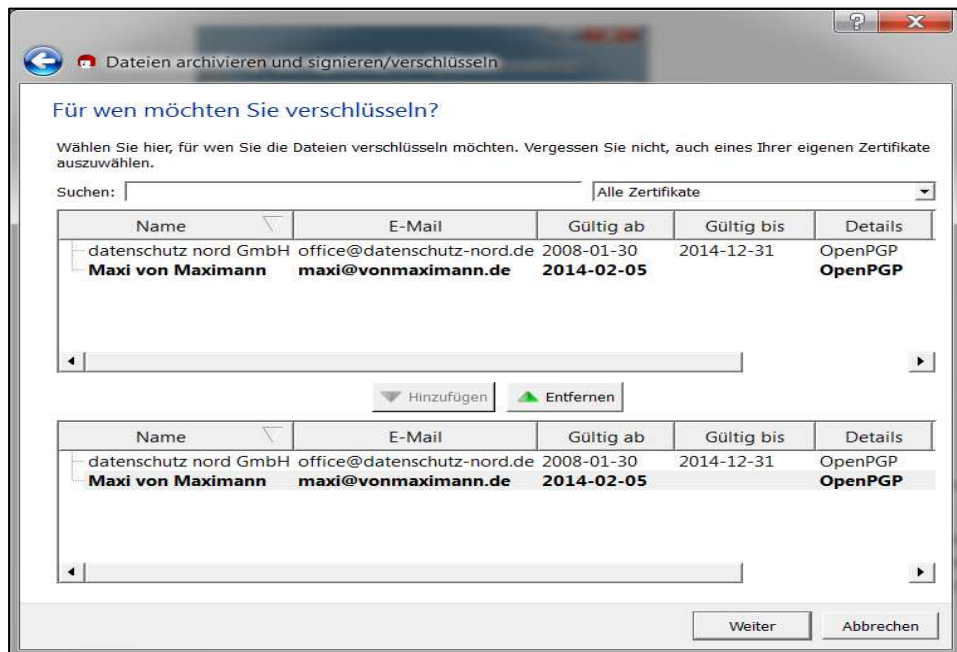 Dateien archivieren und signieren/verschlüsseln
Für wen möchten Sie verschlüsseln?
Wählen Sie hier, für wen Sie die Dateien verschlüsseln möchten. Vergessen Sie nicht, auch eines Ihrer eigenen Zertifikate
auszuwählen.
Suchen: Alle Zertifikate
Name E-Mail Gültig ab Gültig bis Details
datenschutz nord GmbH office@datenschutz-nord.de 2008-01-30 2014-12-31 OpenPGP
Maxi von Maximann maxi@vonmaximann.de 2014-02-05 OpenPGP
Hinzufügen Entfernen
Name E-Mail Gültig ab Gültig bis Details
datenschutz nord GmbH office@datenschutz-nord.de 2008-01-30 2014-12-31 OpenPGP
Maxi von Maximann maxi@vonmaximann.de 2014-02-05 OpenPGP
Weiter Abbrechen